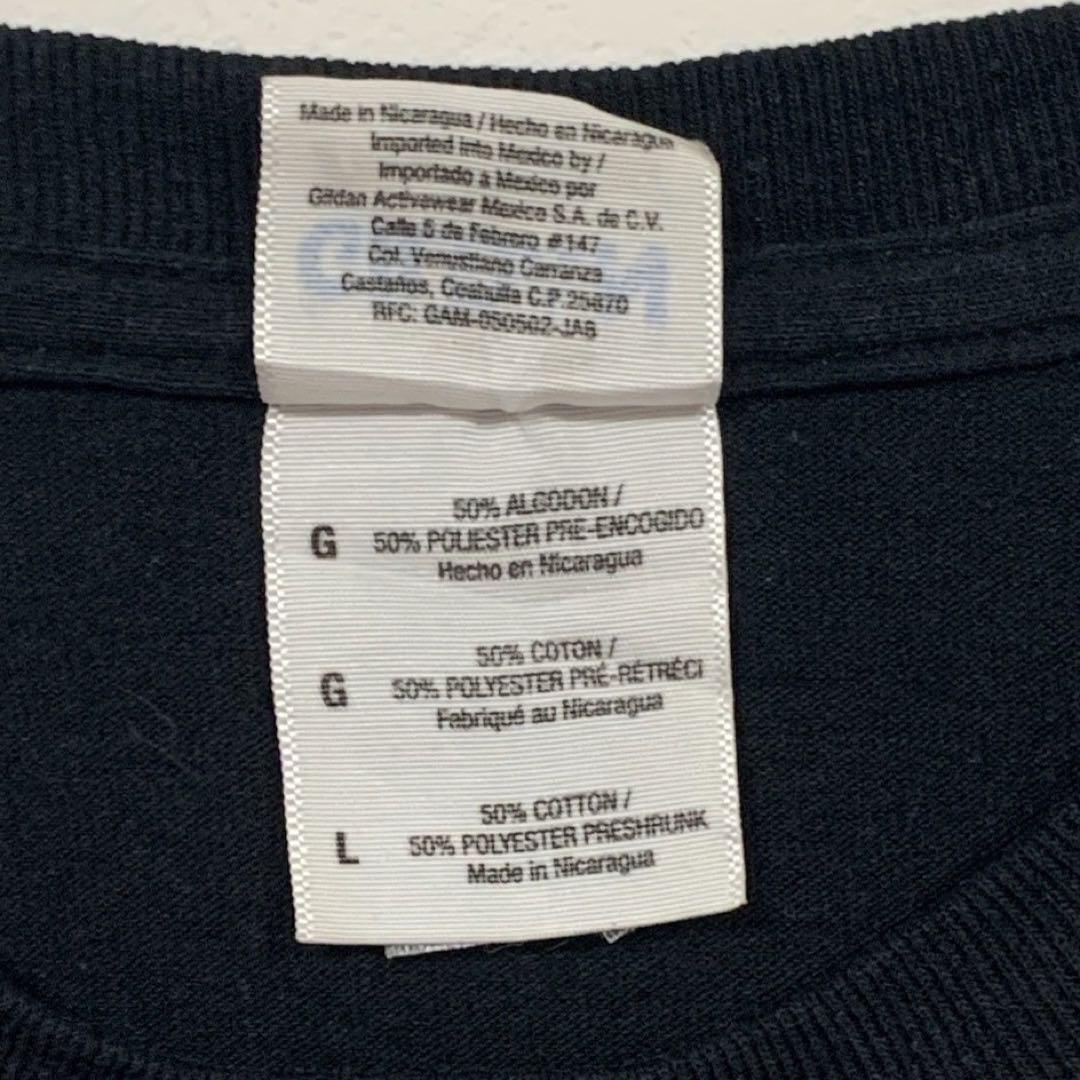 Made in Nicaragua / Hecho en Nicaragua
Imported into Mexico by /
Importado a Mexico por
Gildan Activewear Mexico S.A. de C.V.
Calle 5 de Febrero #147
Col. Venustiano Carranza
Castaños, Coahuila C.P.25870
RFC: GAM-050502-JA8
50% ALGODON /
G 50% POLIESTER PRE-ENCOGIDO
Hecho en Nicaragua
50% COTON /
G 50% POLYESTER PRÉ-RÉTRÉCI
Fabriqué au Nicaragua
50% COTTON /
L 50% POLYESTER PRESHRUNK
Made in Nicaragua